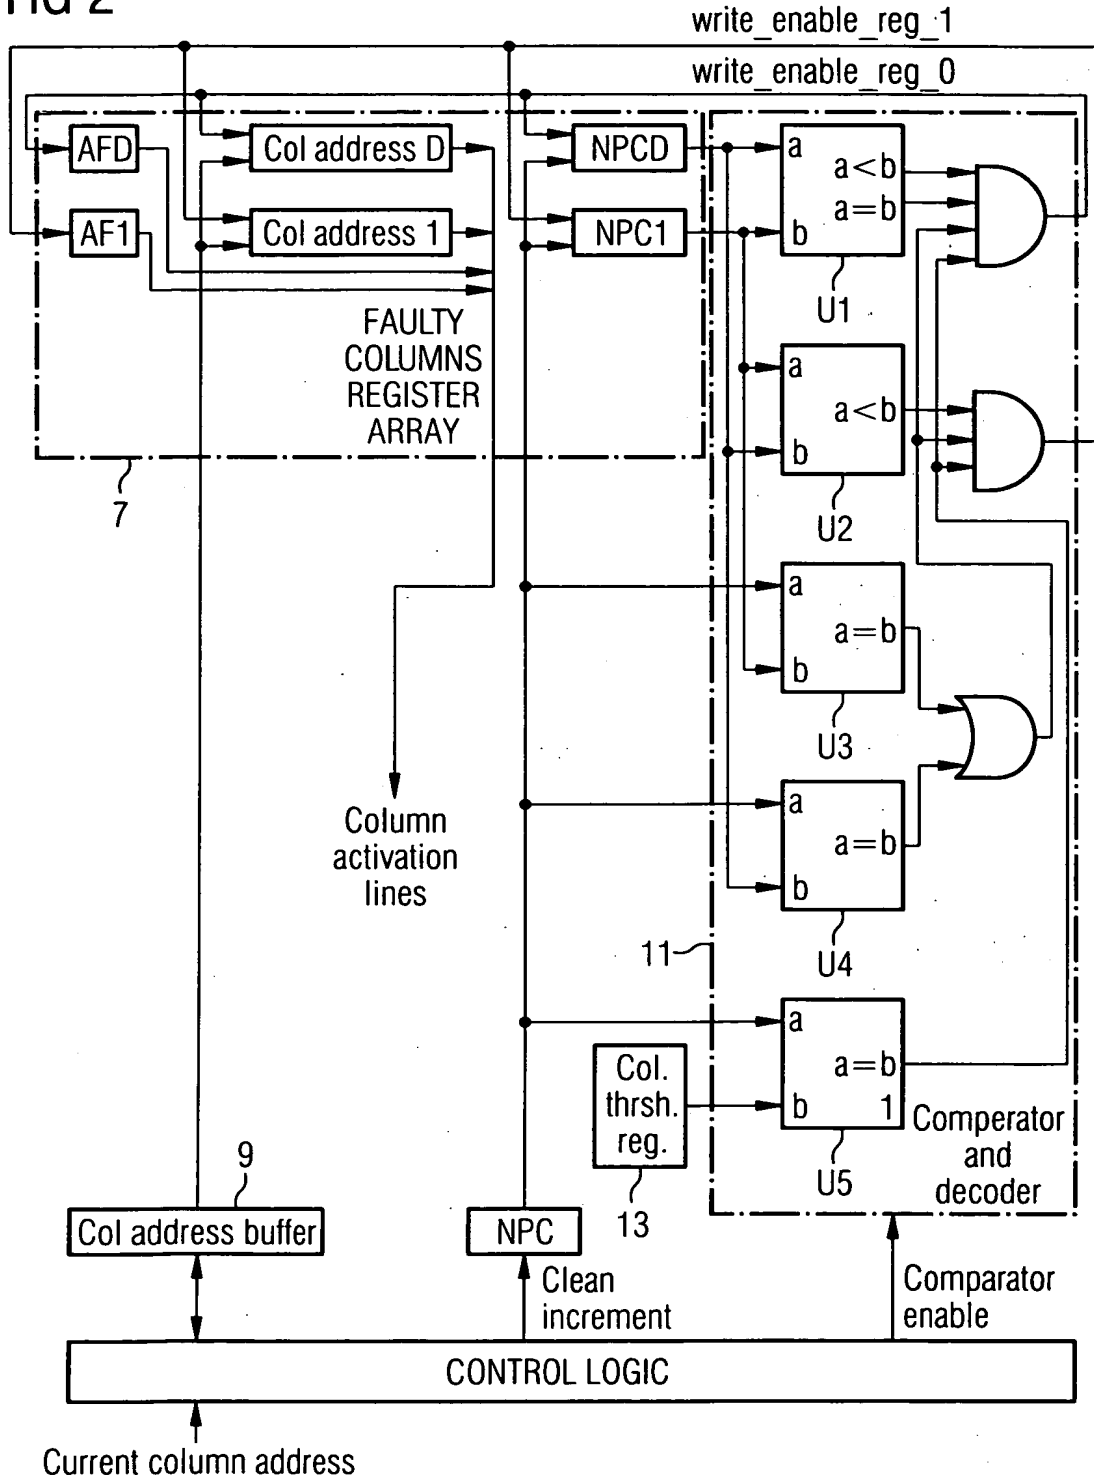 FIG 2
write_enable_reg_1
write_enable_reg_0
AFD
Col address D
NPCD
AF1
Col address 1
NPC1
FAULTY
COLUMNS
REGISTER
ARRAY
7
a
a<b
a=b
b
U1
a
a<b
b
U2
a
a=b
b
U3
a
a=b
b
U4
11
a
a=b
b
1
U5
Col.
thrsh.
reg.
13
Comperator
and
decoder
Column
activation
lines
9
Col address buffer
NPC
Clean
increment
Comparator
enable
CONTROL LOGIC
Current column address